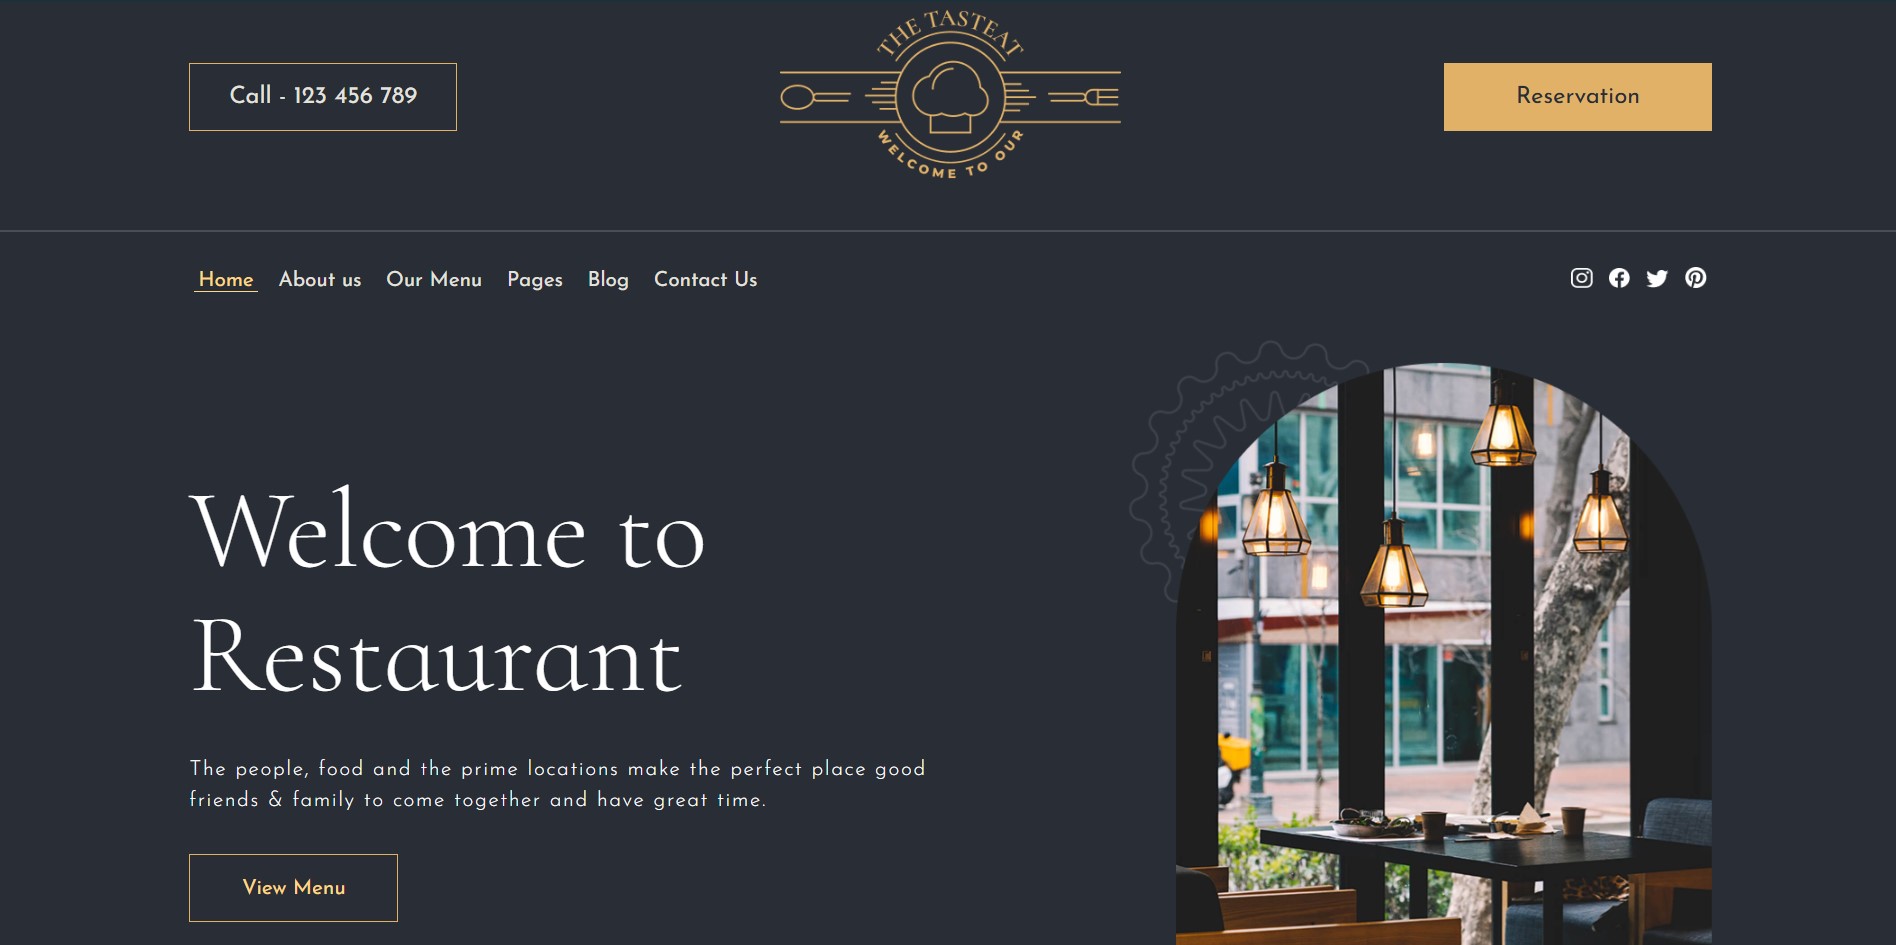 Call - 123 456 789
THE TASTEAT
WELCOME TO OUR
Reservation
Home About us Our Menu Pages Blog Contact Us
Welcome to
Restaurant
The people, food and the prime locations make the perfect place good
friends & family to come together and have great time.
View Menu